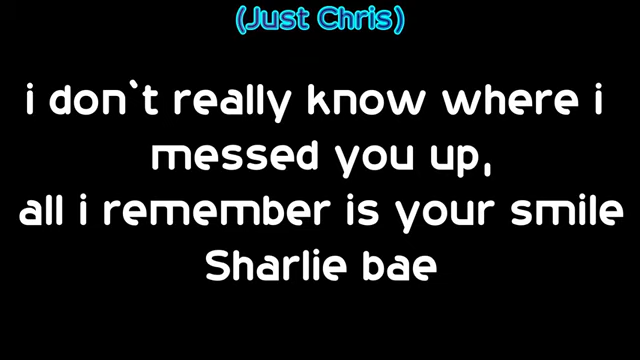 (Just Chris)
i don`t really know where i
messed you up,
all i remember is your smile
Sharlie bae